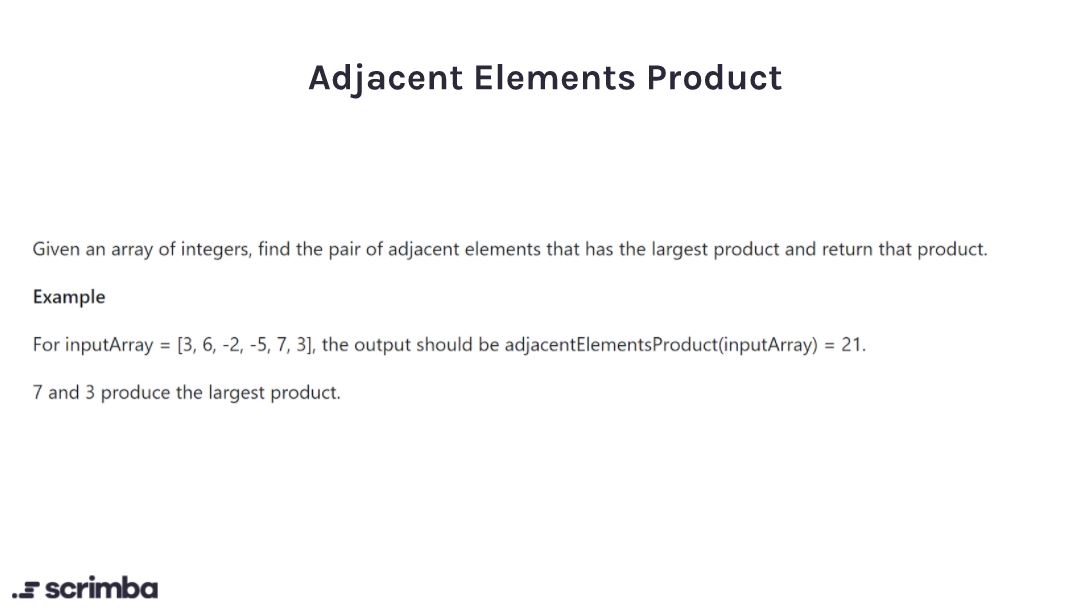 Adjacent Elements Product
Given an array of integers, find the pair of adjacent elements that has the largest product and return that product.
Example
For inputArray = [3, 6, -2, -5, 7, 3], the output should be adjacentElementsProduct(inputArray) = 21.
7 and 3 produce the largest product.
scrimba